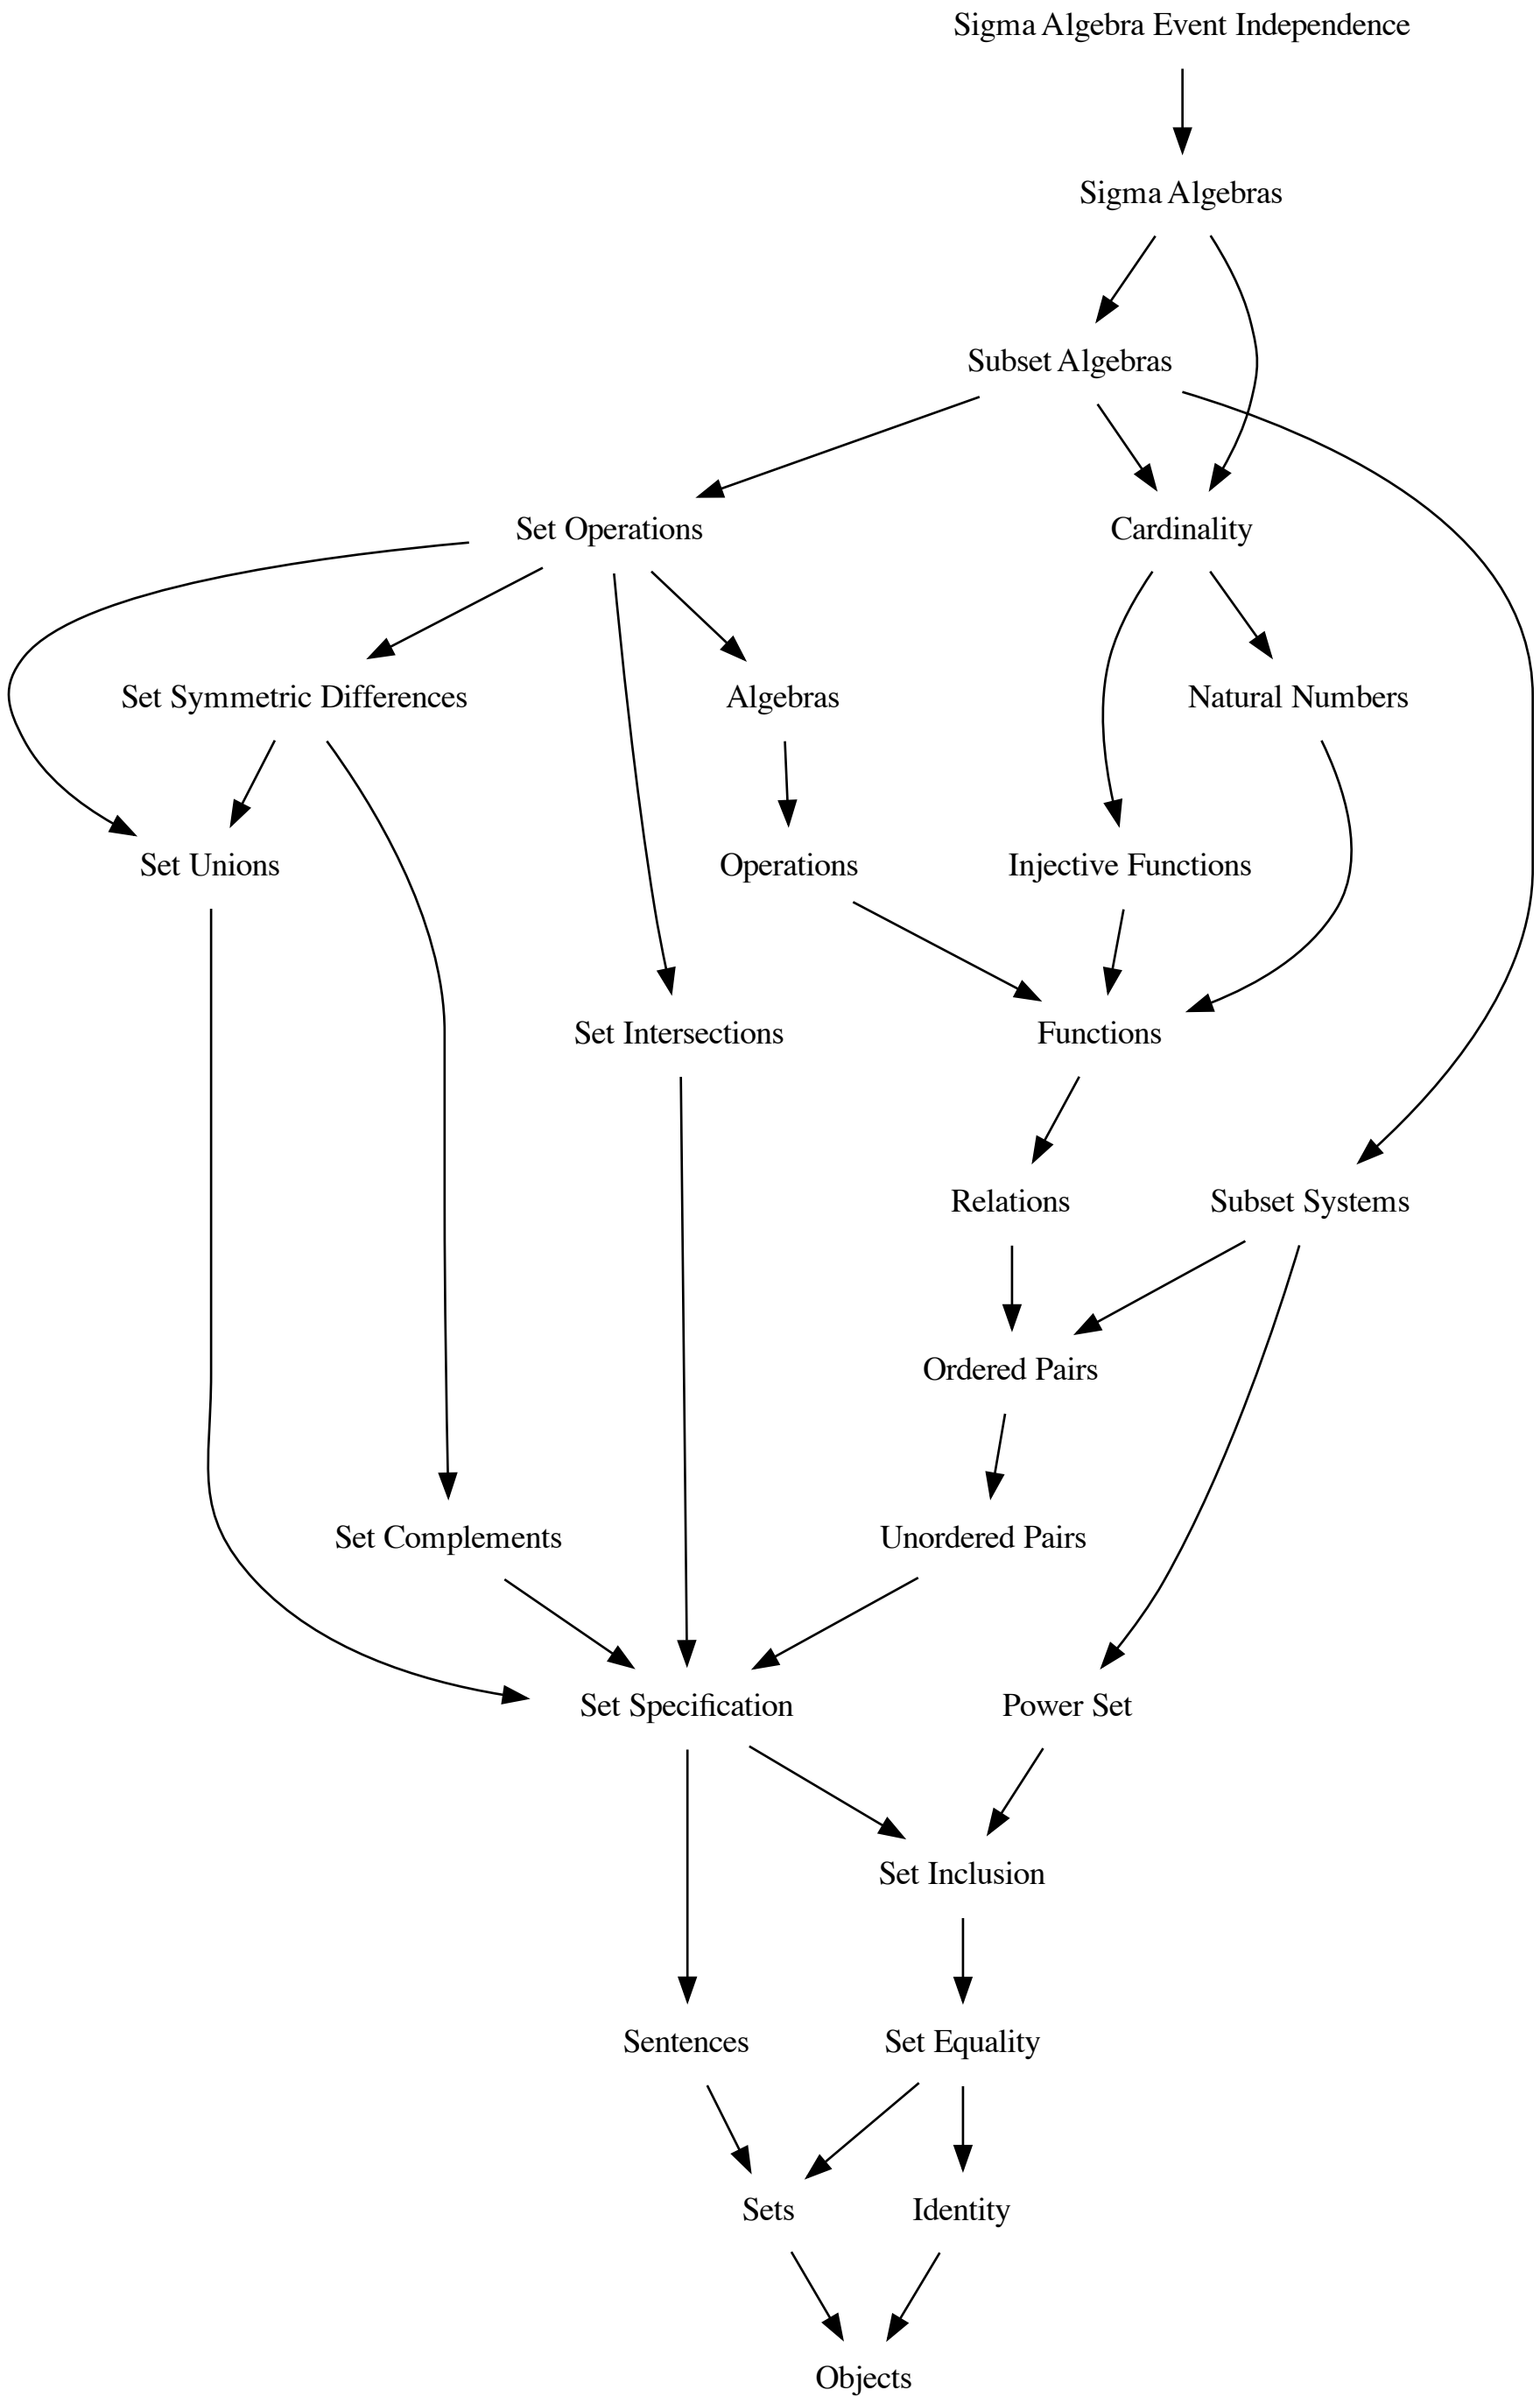 Sigma Algebra Event Independence
Sigma Algebras
Subset Algebras
Set Operations
Cardinality
Set Symmetric Differences
Algebras
Natural Numbers
Set Unions
Operations
Injective Functions
Set Intersections
Functions
Relations
Subset Systems
Ordered Pairs
Set Complements
Unordered Pairs
Set Specification
Power Set
Set Inclusion
Sentences
Set Equality
Sets
Identity
Objects